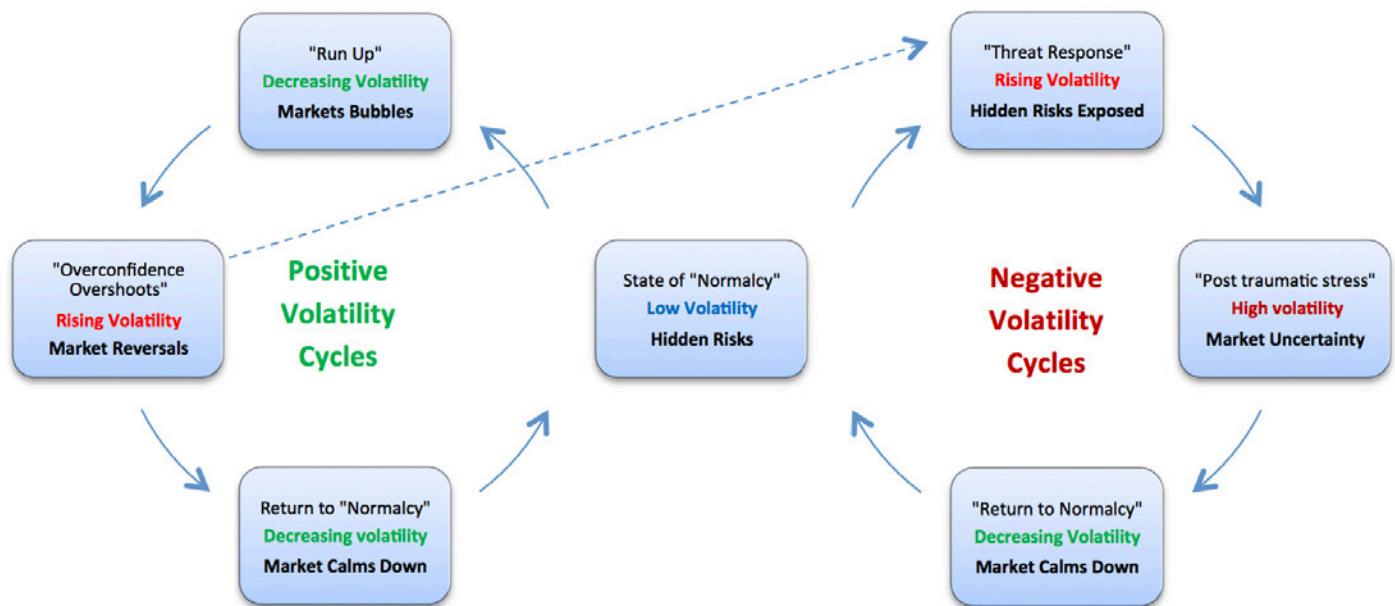 "Run Up"
Decreasing Volatility
Markets Bubbles
"Threat Response"
Rising Volatility
Hidden Risks Exposed
"Overconfidence
Overshoots"
Rising Volatility
Market Reversals
Positive
Volatility
Cycles
State of "Normalcy"
Low Volatility
Hidden Risks
Negative
Volatility
Cycles
"Post traumatic stress"
High volatility
Market Uncertainty
Return to "Normalcy"
Decreasing volatility
Market Calms Down
"Return to Normalcy"
Decreasing Volatility
Market Calms Down